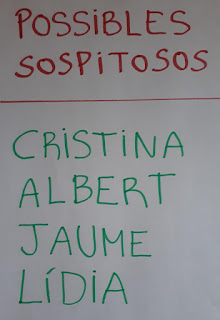 POSSIBLES
SOSPITOSOS
CRISTINA
ALBERT
JAUME
LÍDIA